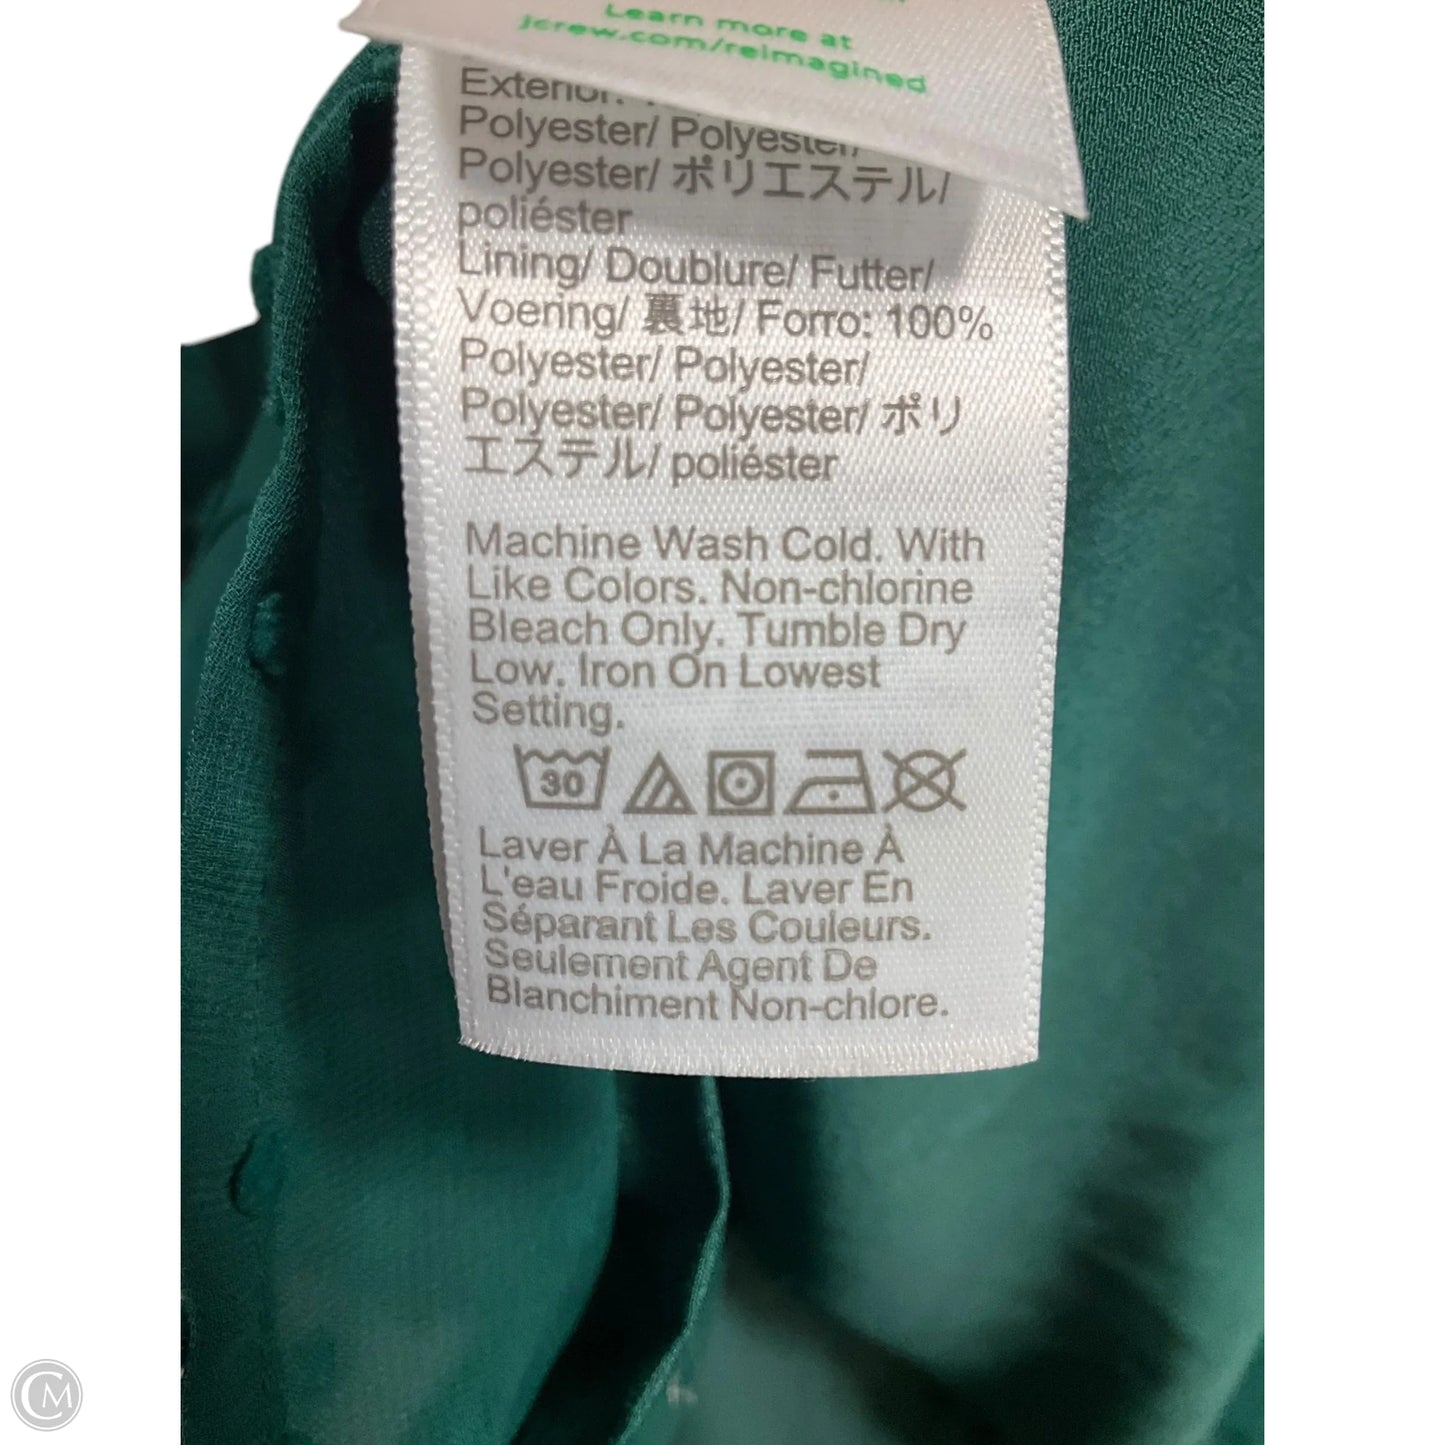 Learn more at
jcrew.com/reimagined
Exterior:
Polyester/ Polyester/
Polyester/ ポリエステル/
poliéster
Lining/ Doublure/ Futter/
Voering/ 裏地/ Forro: 100%
Polyester/ Polyester/
Polyester/ Polyester/ ポリ
エステル/ poliéster
Machine Wash Cold. With
Like Colors. Non-chlorine
Bleach Only. Tumble Dry
Low. Iron On Lowest
Setting.
30
Laver À La Machine À
L'eau Froide. Laver En
Séparant Les Couleurs.
Seulement Agent De
Blanchiment Non-chlore.
CM